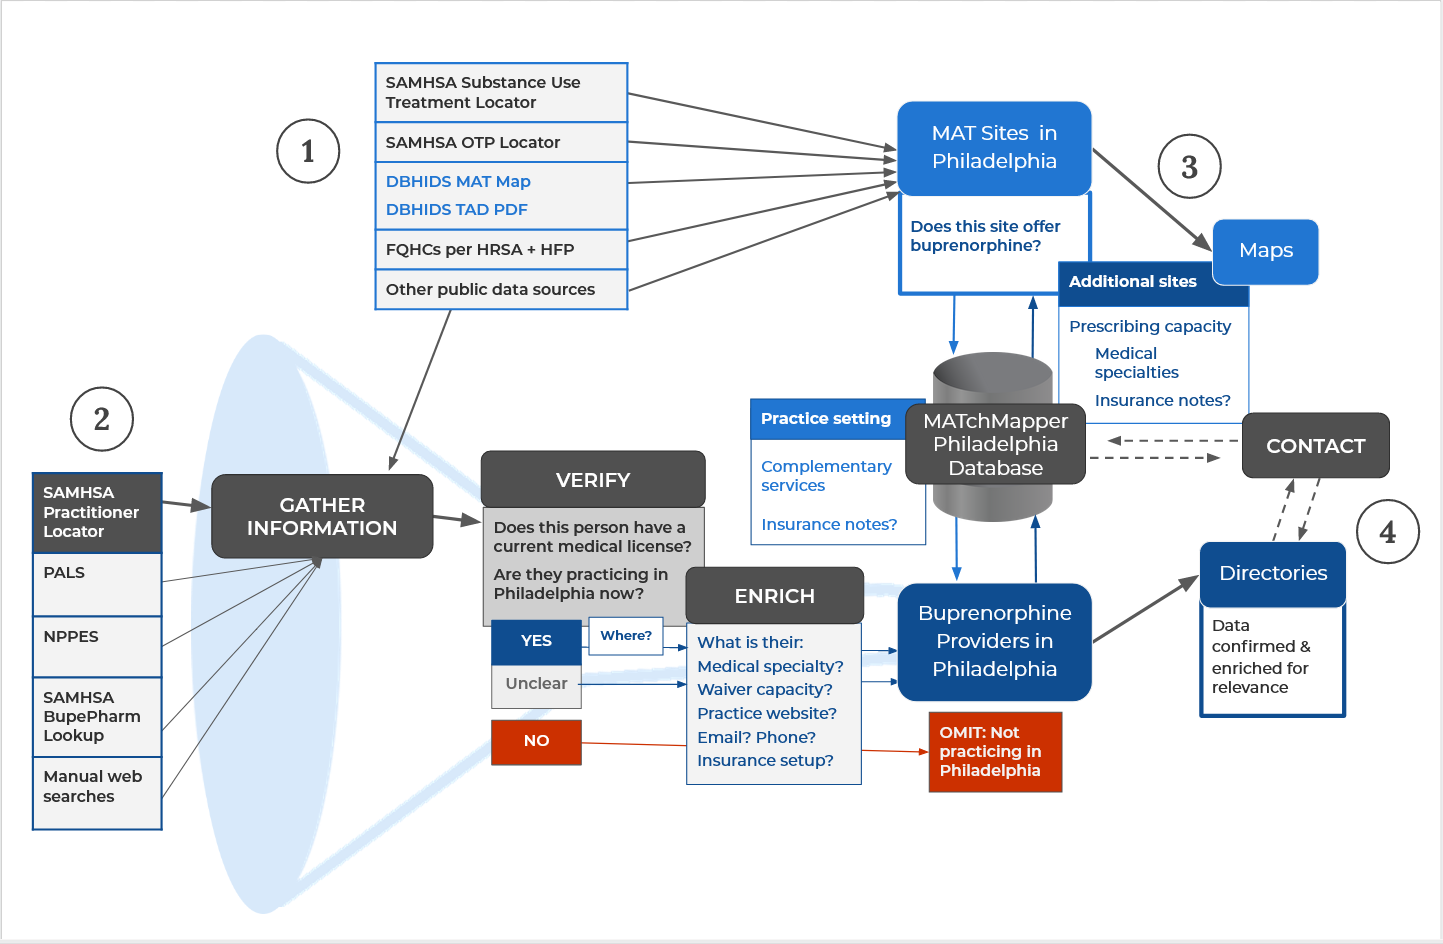 1
SAMHSA Substance Use
Treatment Locator
SAMHSA OTP Locator
DBHIDS MAT Map
DBHIDS TAD PDF
FQHCs per HRSA + HFP
Other public data sources
MAT Sites in
Philadelphia
Does this site offer
buprenorphine?
3
Maps
Additional sites
Prescribing capacity
Medical
specialties
Insurance notes?
2
SAMHSA
Practitioner
Locator
PALS
NPPES
SAMHSA
BupePharm
Lookup
Manual web
searches
GATHER
INFORMATION
VERIFY
Does this person have a
current medical license?
Are they practicing in
Philadelphia now?
YES
Where?
Unclear
NO
ENRICH
What is their:
Medical specialty?
Waiver capacity?
Practice website?
Email? Phone?
Insurance setup?
Practice setting
Complementary
services
Insurance notes?
MATchMapper
Philadelphia
Database
CONTACT
4
Buprenorphine
Providers in
Philadelphia
OMIT: Not
practicing in
Philadelphia
Directories
Data
confirmed &
enriched for
relevance